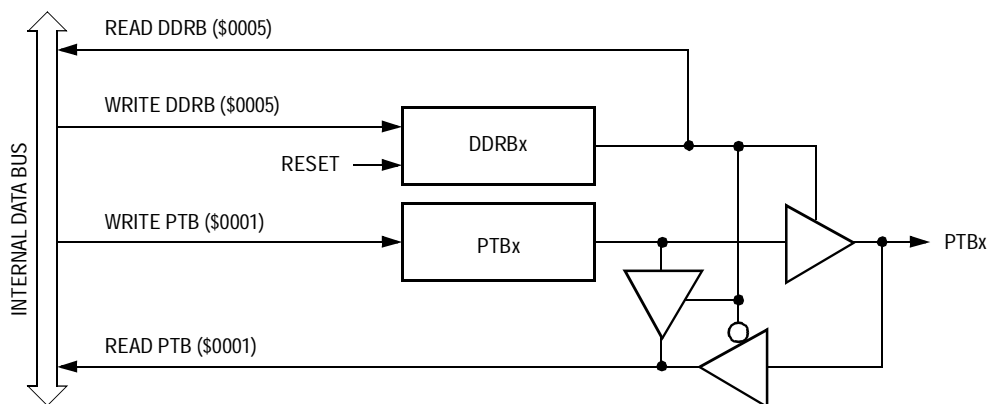 READ DDRB ($0005)
WRITE DDRB ($0005)
DDRBx
RESET
WRITE PTB ($0001)
PTBx
PTBx
READ PTB ($0001)
INTERNAL DATA BUS